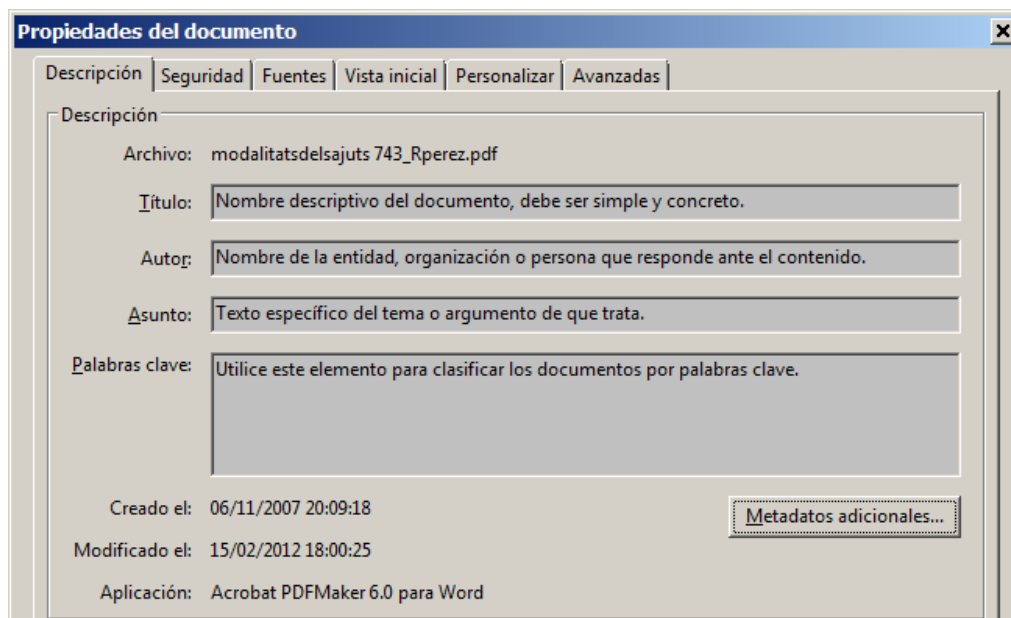 Propiedades del documento
Descripción Seguridad Fuentes Vista inicial Personalizar Avanzadas
Descripción
Archivo: modalitatsdelsajuts 743_Rperez.pdf
Título: Nombre descriptivo del documento, debe ser simple y concreto.
Autor: Nombre de la entidad, organización o persona que responde ante el contenido.
Asunto: Texto específico del tema o argumento de que trata.
Palabras clave: Utilice este elemento para clasificar los documentos por palabras clave.
Creado el: 06/11/2007 20:09:18 Metadatos adicionales...
Modificado el: 15/02/2012 18:00:25
Aplicación: Acrobat PDFMaker 6.0 para Word